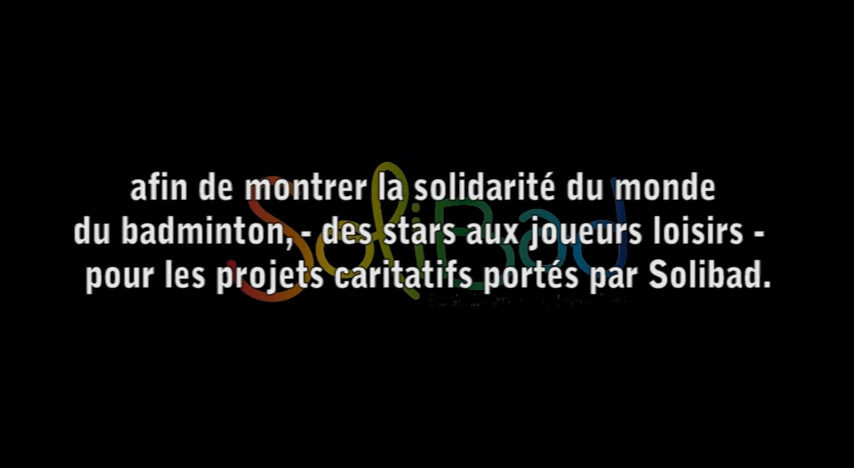 afin de montrer la solidarité du monde
du badminton, - des stars aux joueurs loisirs -
pour les projets caritatifs portés par Solibad.
SoliBad